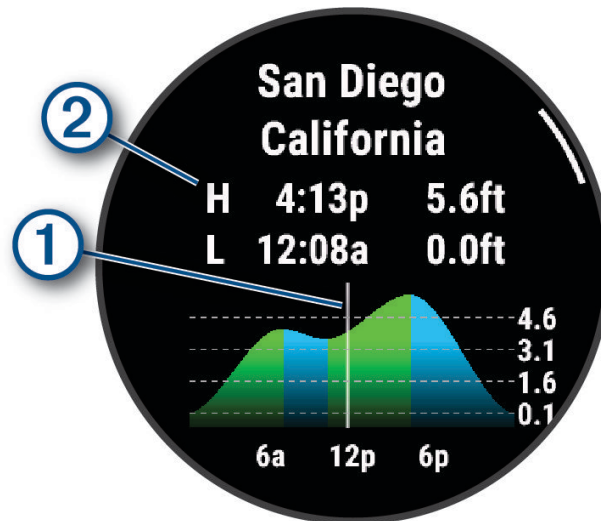 San Diego
California
2
H 4:13p 5.6ft
1
L 12:08a 0.0ft
4.6
3.1
1.6
0.1
6a 12p 6p